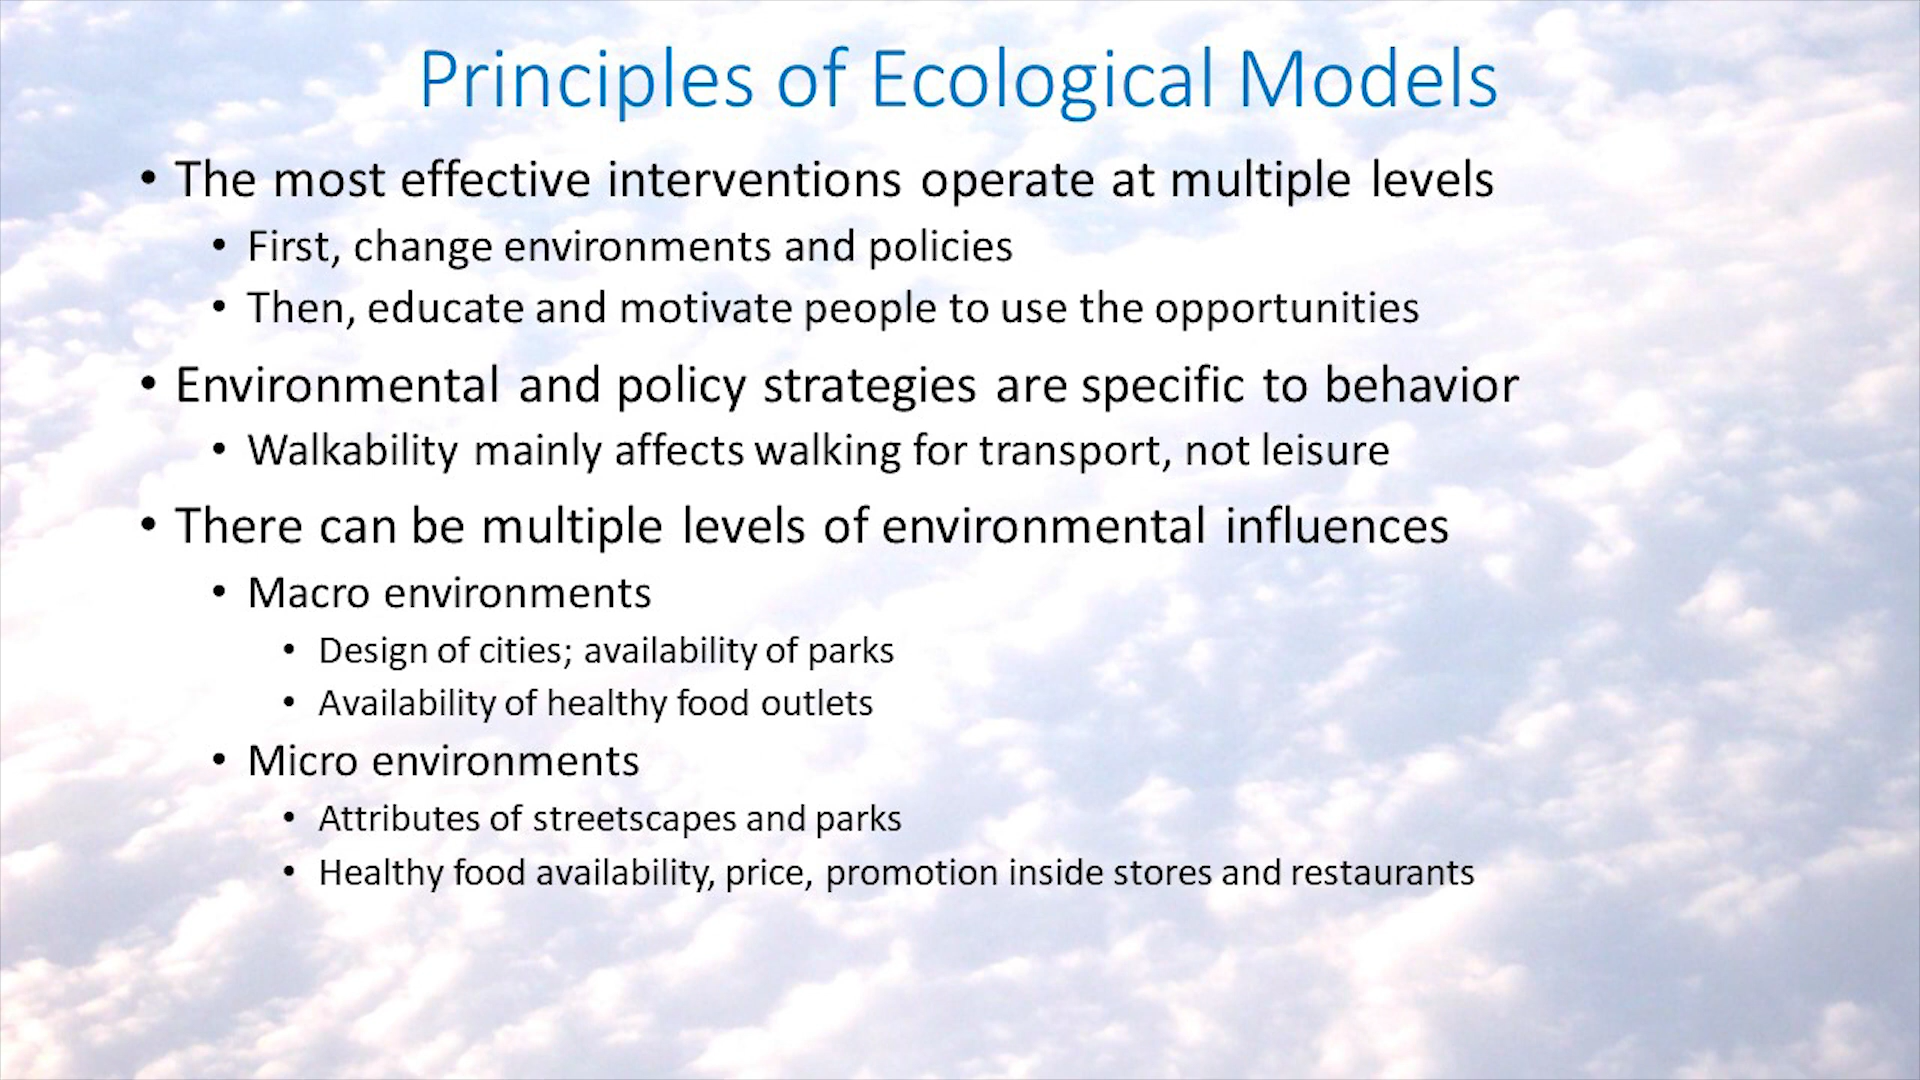 Principles of Ecological Models
• The most effective interventions operate at multiple levels
• First, change environments and policies
• Then, educate and motivate people to use the opportunities
• Environmental and policy strategies are specific to behavior
• Walkability mainly affects walking for transport, not leisure
• There can be multiple levels of environmental influences
• Macro environments
• Design of cities; availability of parks
• Availability of healthy food outlets
• Micro environments
• Attributes of streetscapes and parks
• Healthy food availability, price, promotion inside stores and restaurants